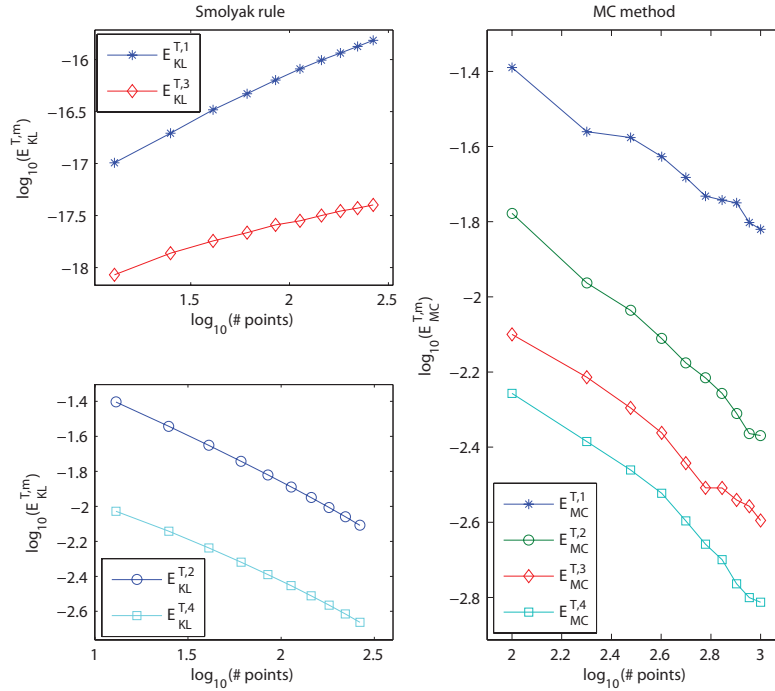 Smolyak rule
−16
−16.5
−17
−17.5
−18
log10(E KL T,m)
E KL T,1
E KL T,3
1.5
2
2.5
log10(# points)
−1.4
−1.6
−1.8
−2
−2.2
−2.4
−2.6
log10(E KL T,m)
E KL T,2
E KL T,4
1
1.5
2
2.5
log10(# points)
MC method
−1.4
−1.6
−1.8
−2
−2.2
−2.4
−2.6
−2.8
log10(E MC T,m)
E MC T,1
E MC T,2
E MC T,3
E MC T,4
2
2.2
2.4
2.6
2.8
3
log10(# points)